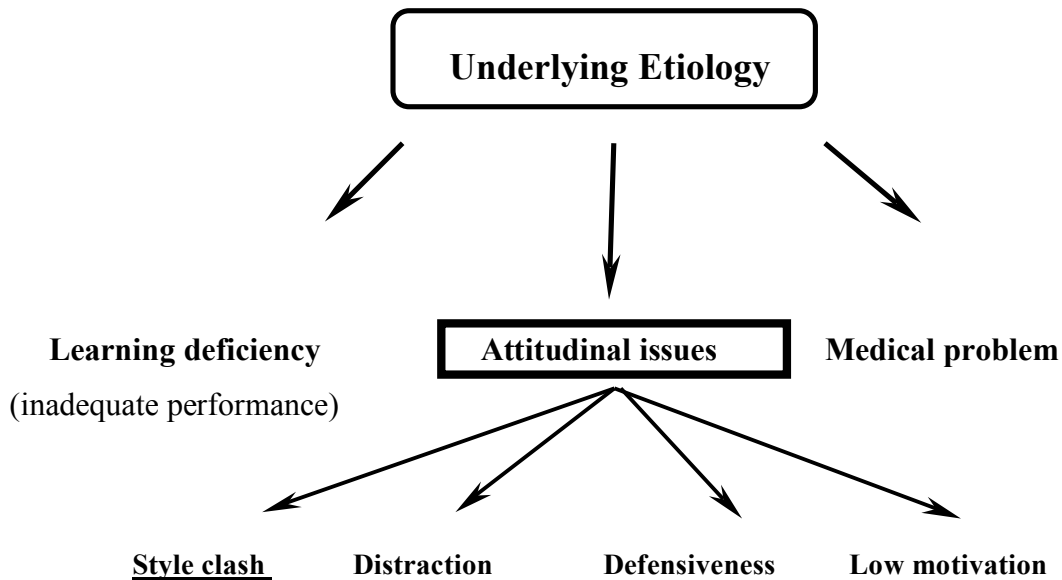 Underlying Etiology
Learning deficiency
(inadequate performance)
Attitudinal issues
Medical problem
Style clash
Distraction
Defensiveness
Low motivation